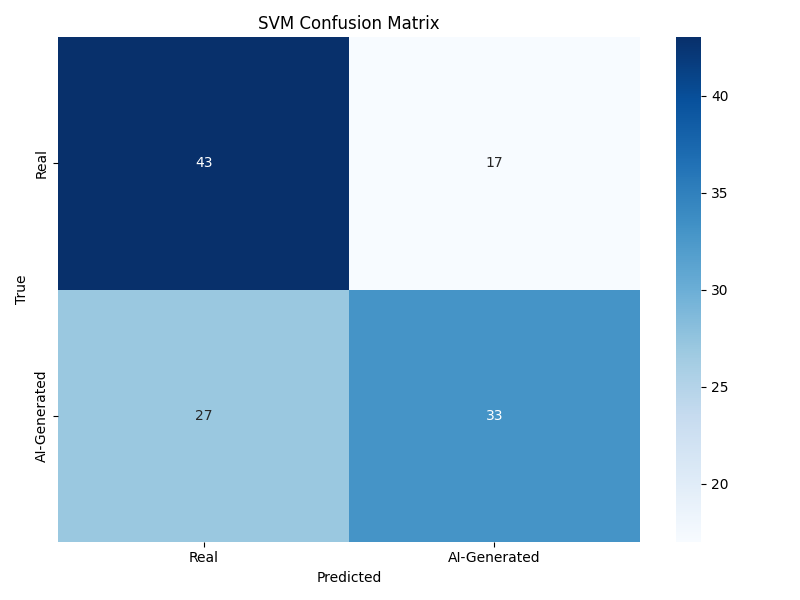 SVM Confusion Matrix
Real
AI-Generated
True
43
17
27
33
Real
AI-Generated
Predicted
40
35
30
25
20